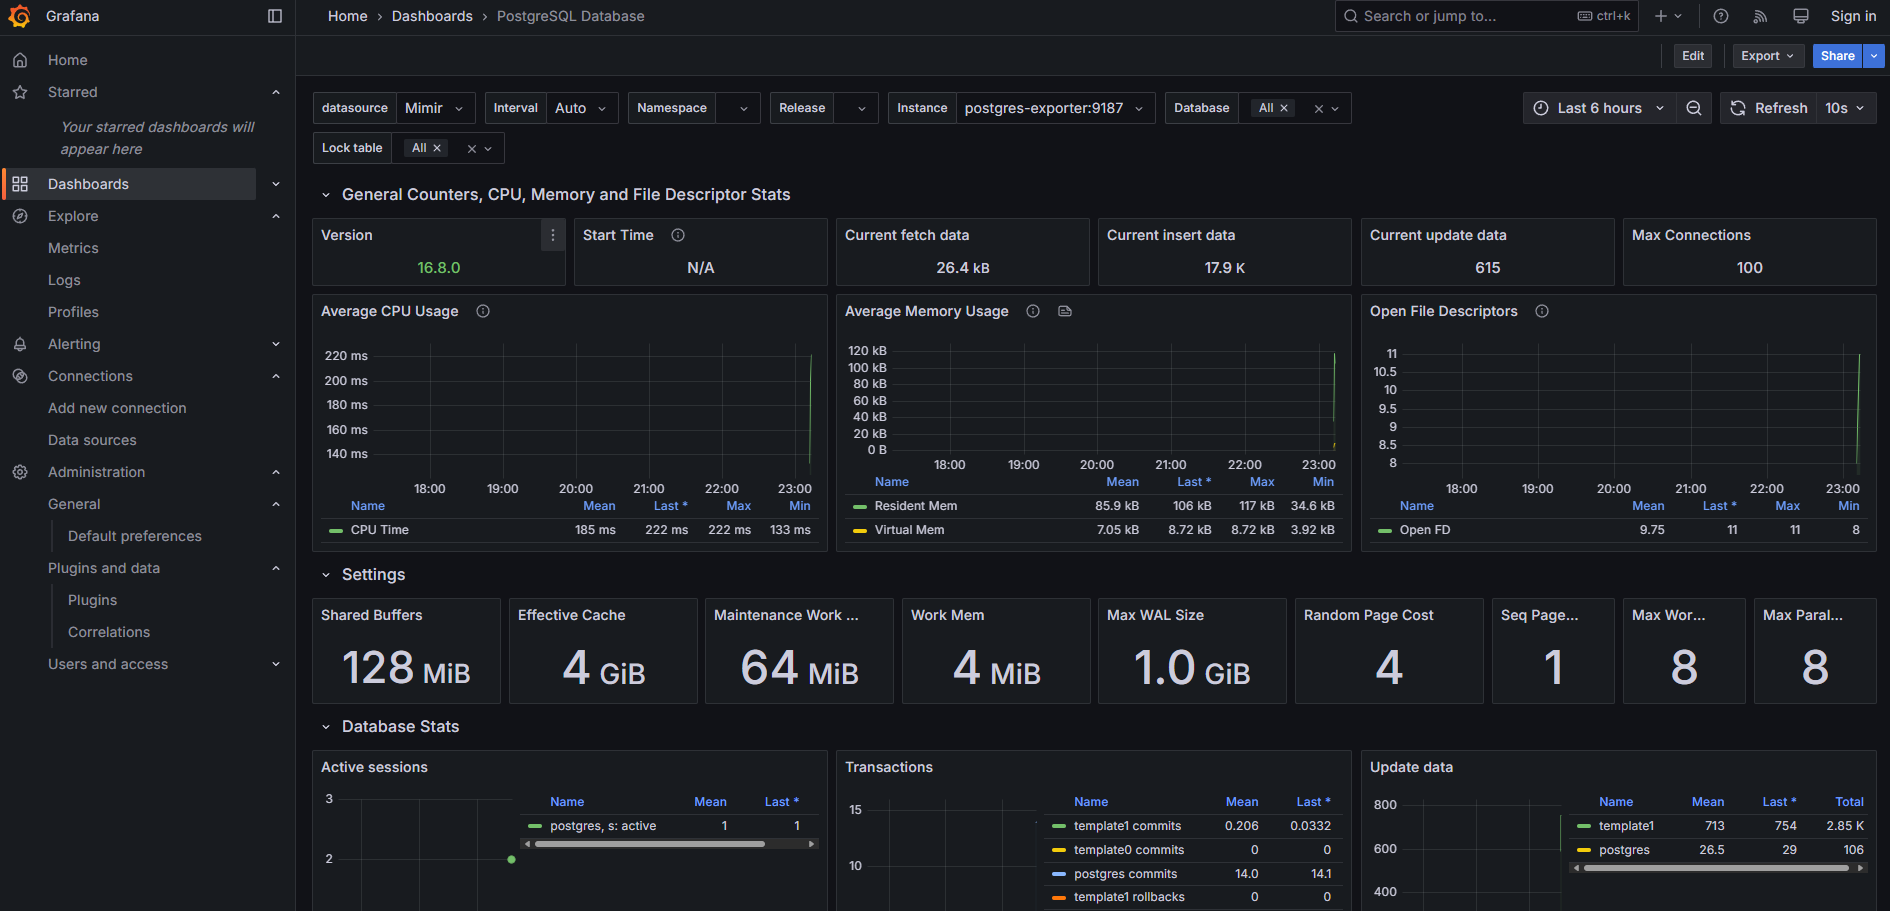 Grafana
Home › Dashboards › PostgreSQL Database
Search or jump to...
ctrl+k
Sign in
Edit
Export
Share
Home
Starred
Your starred dashboards will
appear here
Dashboards
Explore
Metrics
Logs
Profiles
Alerting
Connections
Add new connection
Data sources
Administration
General
Default preferences
Plugins and data
Plugins
Correlations
Users and access
datasource Mimir
Interval Auto
Namespace
Release
Instance postgres-exporter:9187
Database All
Last 6 hours
Refresh 10s
Lock table All
General Counters, CPU, Memory and File Descriptor Stats
Version
16.8.0
Start Time
N/A
Current fetch data
26.4 kB
Current insert data
17.9 K
Current update data
615
Max Connections
100
Average CPU Usage
220 ms
200 ms
180 ms
160 ms
140 ms
18:00 19:00 20:00 21:00 22:00 23:00
Name Mean Last * Max Min
CPU Time 185 ms 222 ms 222 ms 133 ms
Average Memory Usage
120 kB
100 kB
80 kB
60 kB
40 kB
20 kB
0 B
18:00 19:00 20:00 21:00 22:00 23:00
Name Mean Last * Max Min
Resident Mem 85.9 kB 106 kB 117 kB 34.6 kB
Virtual Mem 7.05 kB 8.72 kB 8.72 kB 3.92 kB
Open File Descriptors
11
10.5
10
9.5
9
8.5
8
18:00 19:00 20:00 21:00 22:00 23:00
Name Mean Last * Max Min
Open FD 9.75 11 11 8
Settings
Shared Buffers
128 MiB
Effective Cache
4 GiB
Maintenance Work ...
64 MiB
Work Mem
4 MiB
Max WAL Size
1.0 GiB
Random Page Cost
4
Seq Page...
1
Max Wor...
8
Max Paral...
8
Database Stats
Active sessions
3
2
Name Mean Last *
postgres, s: active 1 1
Transactions
15
10
Name Mean Last *
template1 commits 0.206 0.0332
template0 commits 0 0
postgres commits 14.0 14.1
template1 rollbacks 0 0
Update data
800
600
400
Name Mean Last * Total
template1 713 754 2.85 K
postgres 26.5 29 106